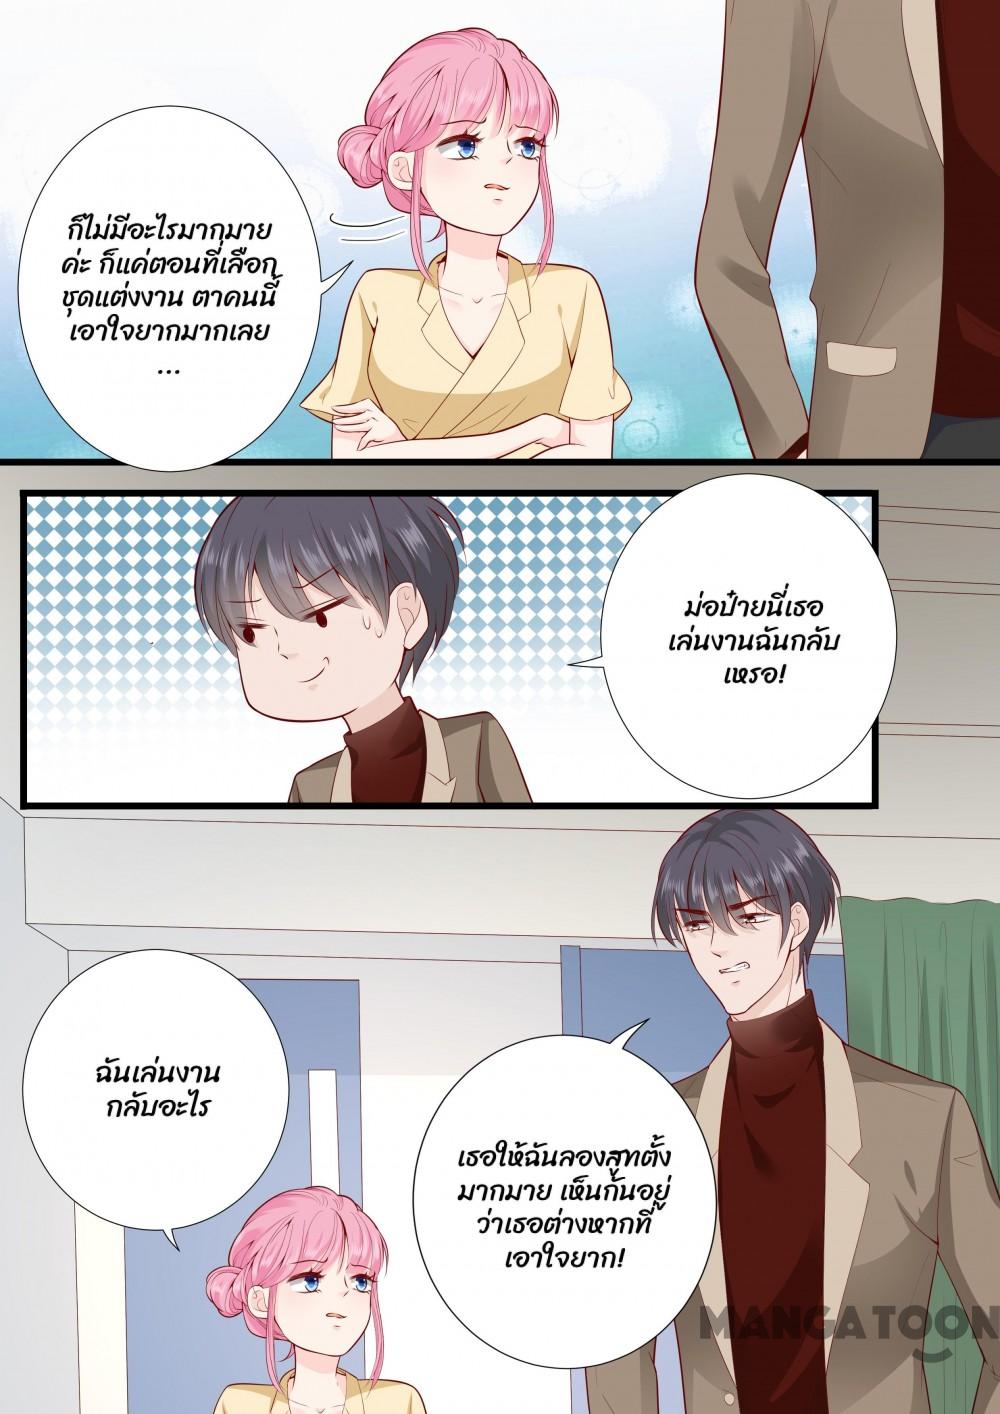 ก็ไม่มีอะไรมากมาย
ค่ะ ก็แค่ตอนที่เลือก
ชุดแต่งงาน ตาคนนี้
เอาใจยากมากเลย
...
ม่อป๋ายนี่เธอ
เล่นงานฉันกลับ
เหรอ!
ฉันเล่นงาน
กลับอะไร
เธอให้ฉันลองสูทตั้ง
มากมาย เห็นกันอยู่
ว่าเธอต่างหากที่
เอาใจยาก!
MANGATOON